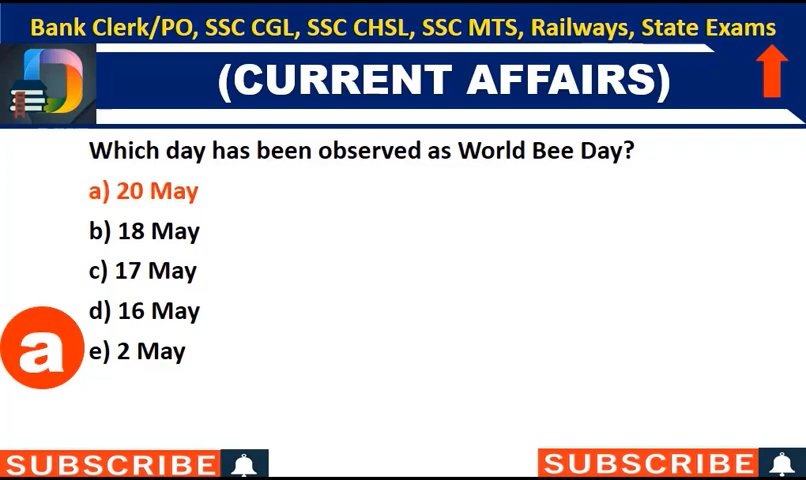 Bank Clerk/PO, SSC CGL, SSC CHSL, SSC MTS, Railways, State Exams
(CURRENT AFFAIRS)
Which day has been observed as World Bee Day?
a) 20 May
b) 18 May
c) 17 May
d) 16 May
a
e) 2 May
SUBSCRIBE
SUBSCRIBE